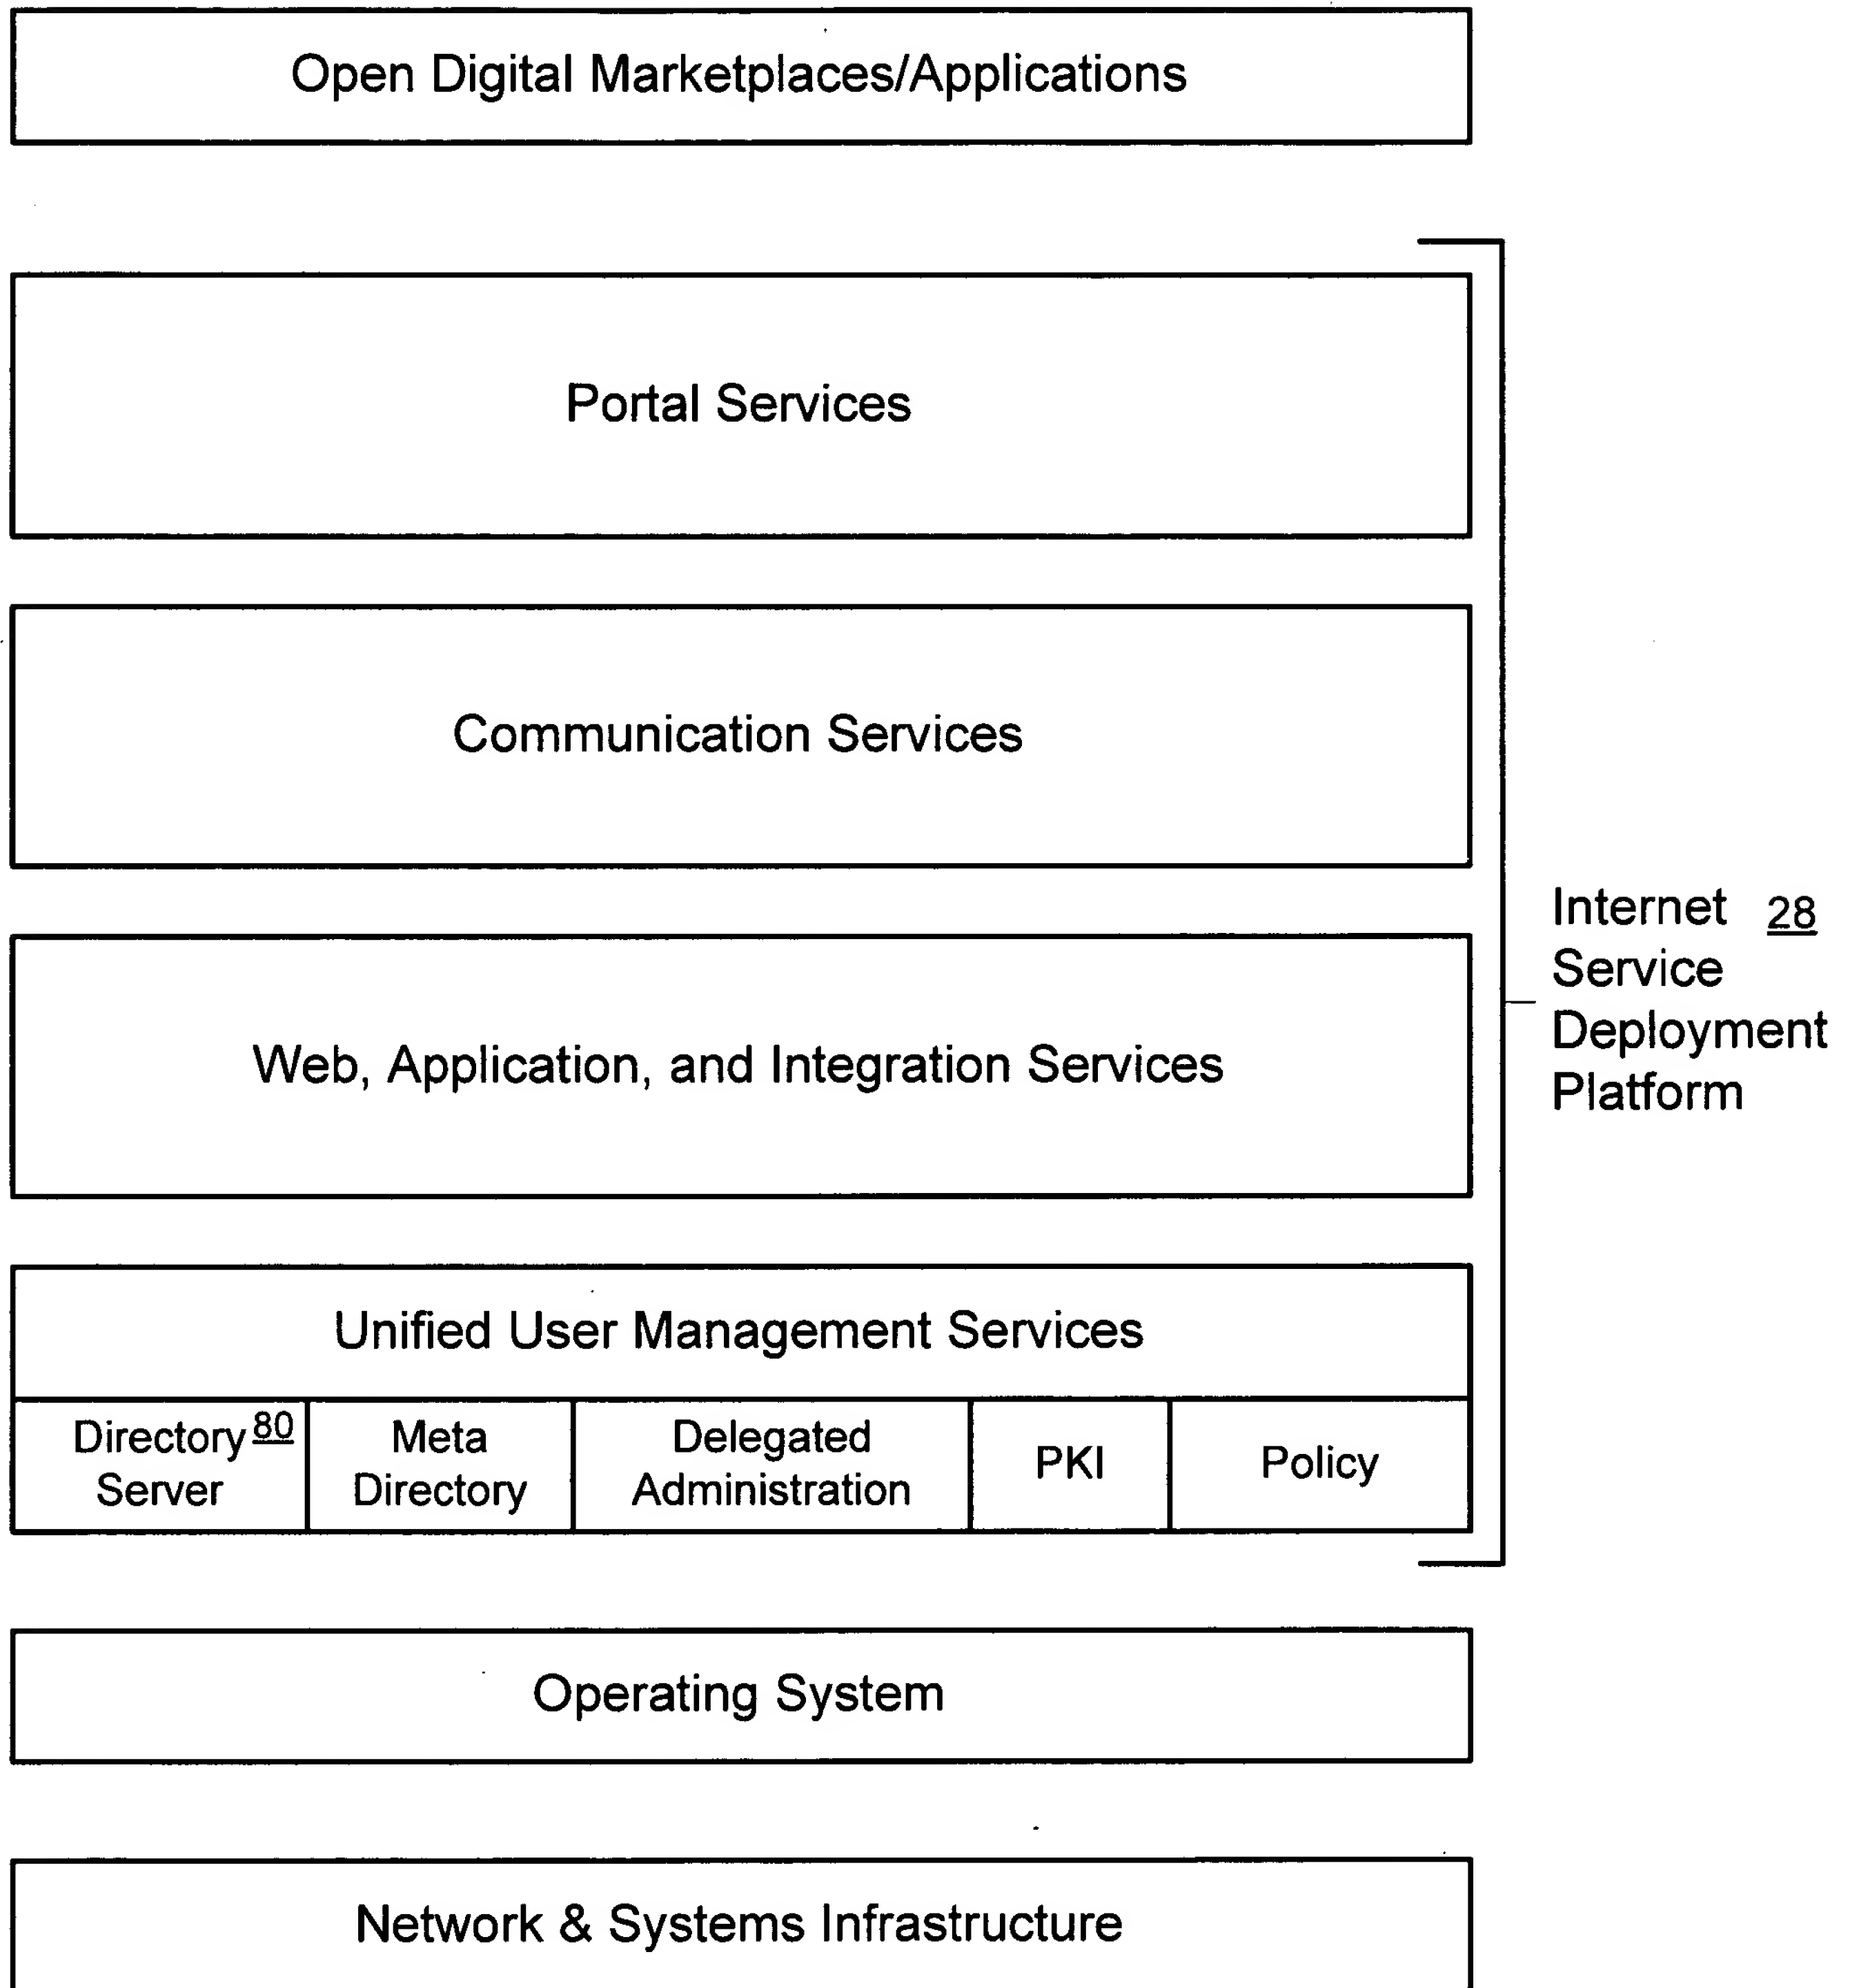 Open Digital Marketplaces/Applications
Portal Services
Communication Services
Web, Application, and Integration Services
Internet 28
Service
Deployment
Platform
Unified User Management Services
Directory 80
Server
Meta
Directory
Delegated
Administration
PKI
Policy
Operating System
Network & Systems Infrastructure